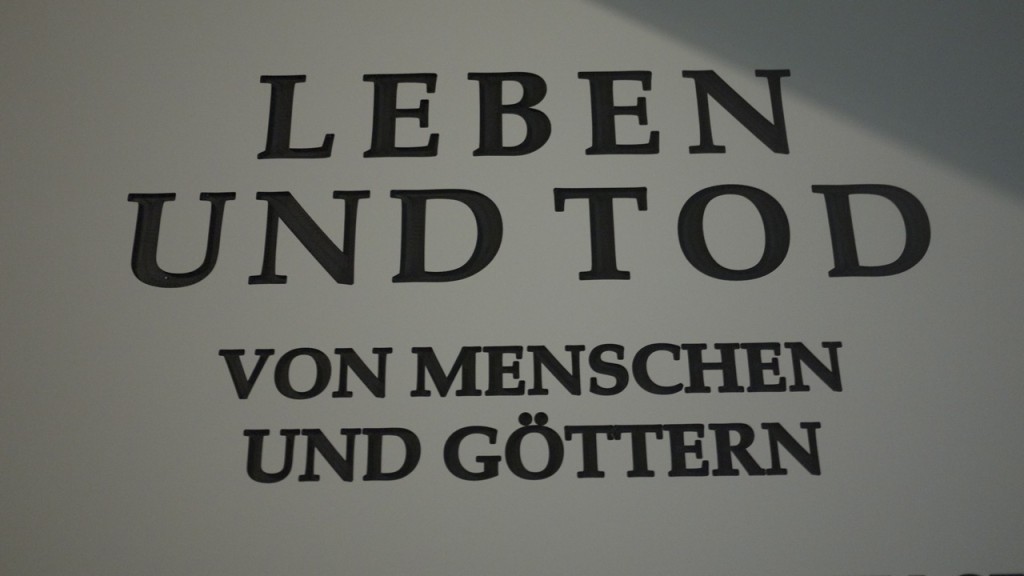 LEBEN
UND TOD
VON MENSCHEN
UND GÖTTERN